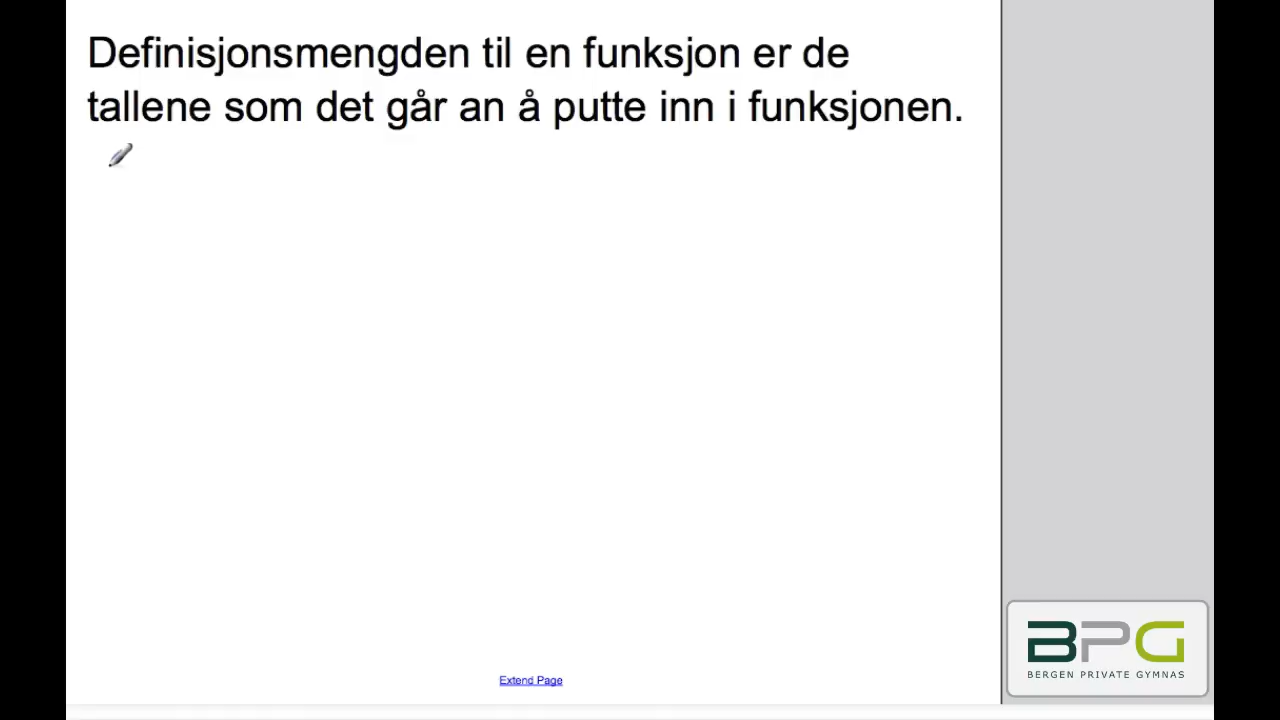 Definisjonsmengden til en funksjon er de
tallene som det går an å putte inn i funksjonen.
Extend Page
BPG
BERGEN PRIVATE GYMNAS